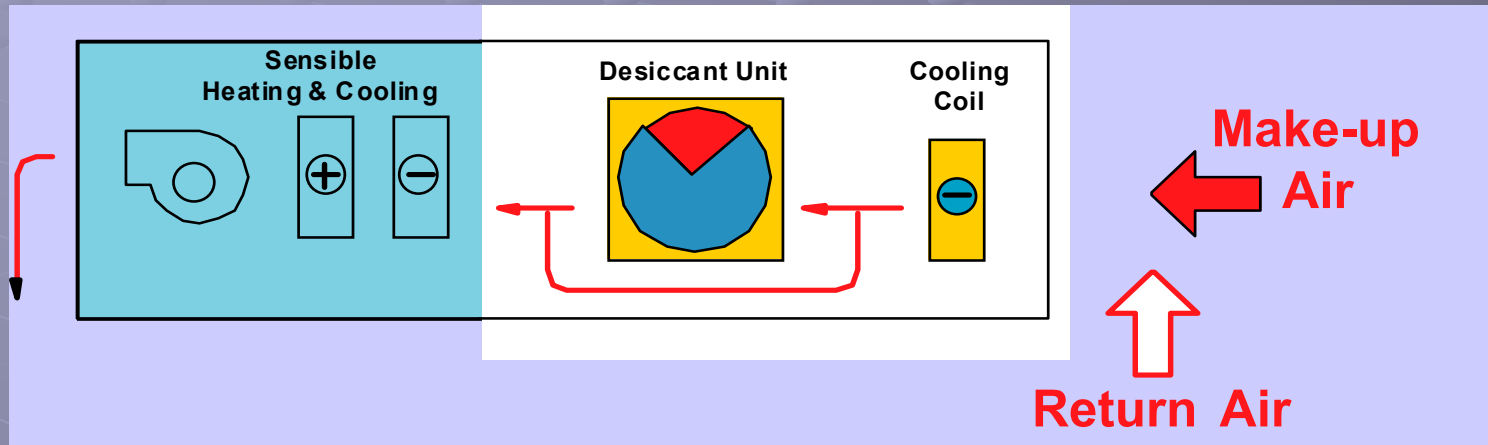 Sensible
Heating & Cooling
Desiccant Unit
Cooling
Coil
Make-up
Air
Return Air